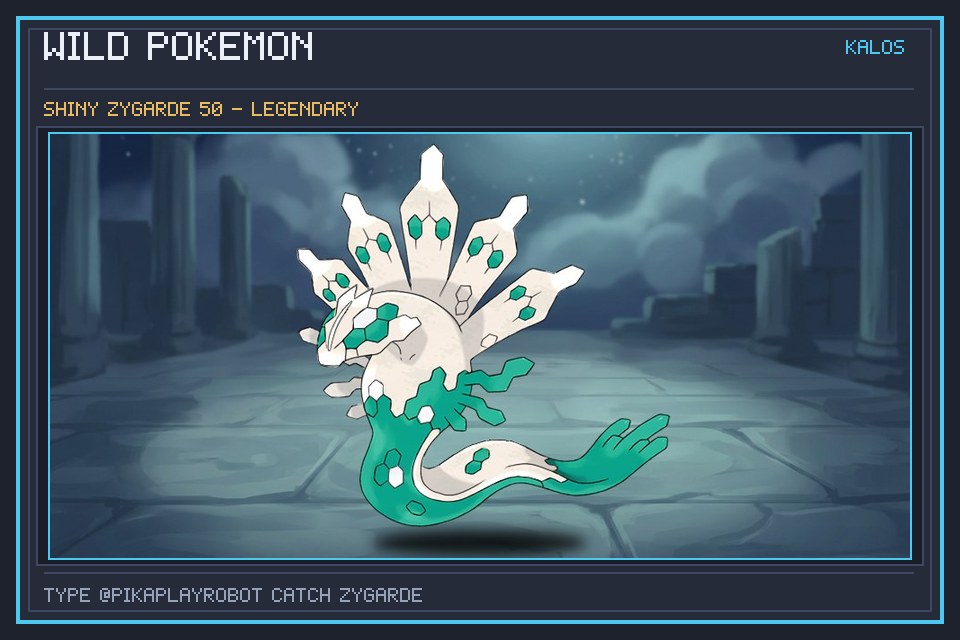 WILD POKEMON
KALOS
SHINY ZYGARDE 50 - LEGENDARY
TYPE @PIKAPLAYROBOT CATCH ZYGARDE